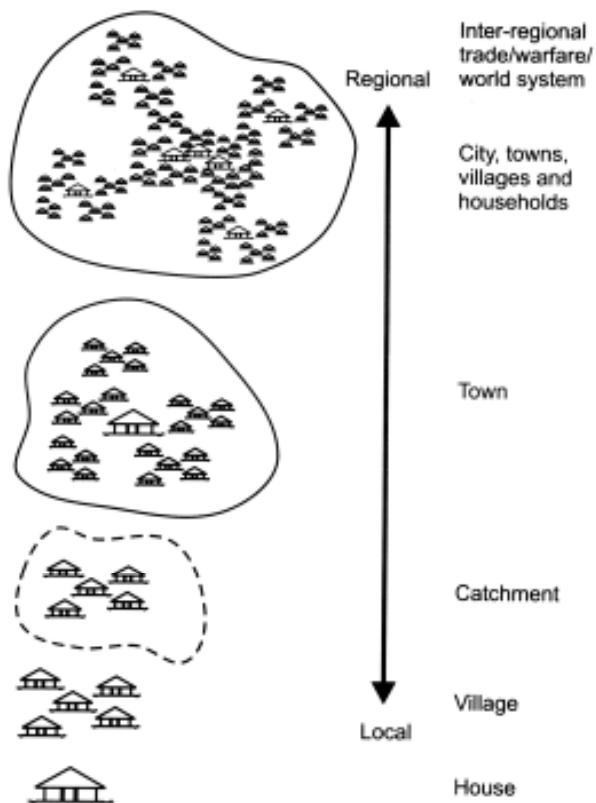 Inter-regional
trade/warfare/
world system
Regional
City, towns,
villages and
households
Town
Catchment
Village
Local
House